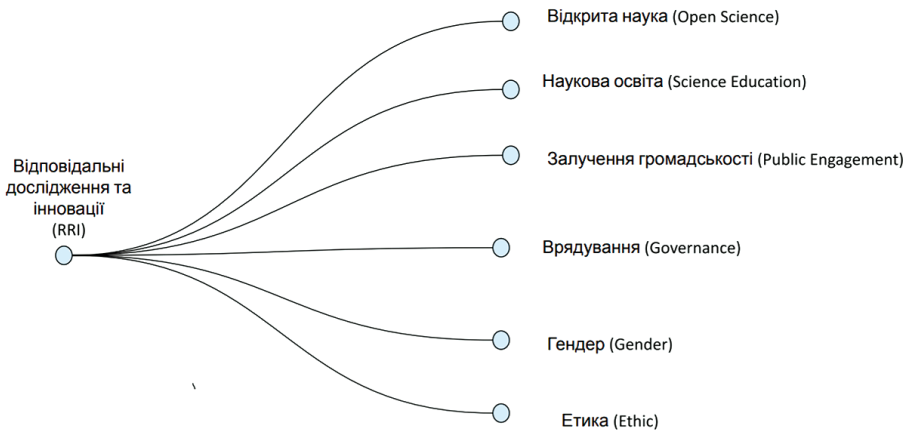 Відкрита наука (Open Science)
Наукова освіта (Science Education)
Залучення громадськості (Public Engagement)
Відповідальні
дослідження та
інновації
(RRI)
Врядування (Governance)
Гендер (Gender)
Етика (Ethic)